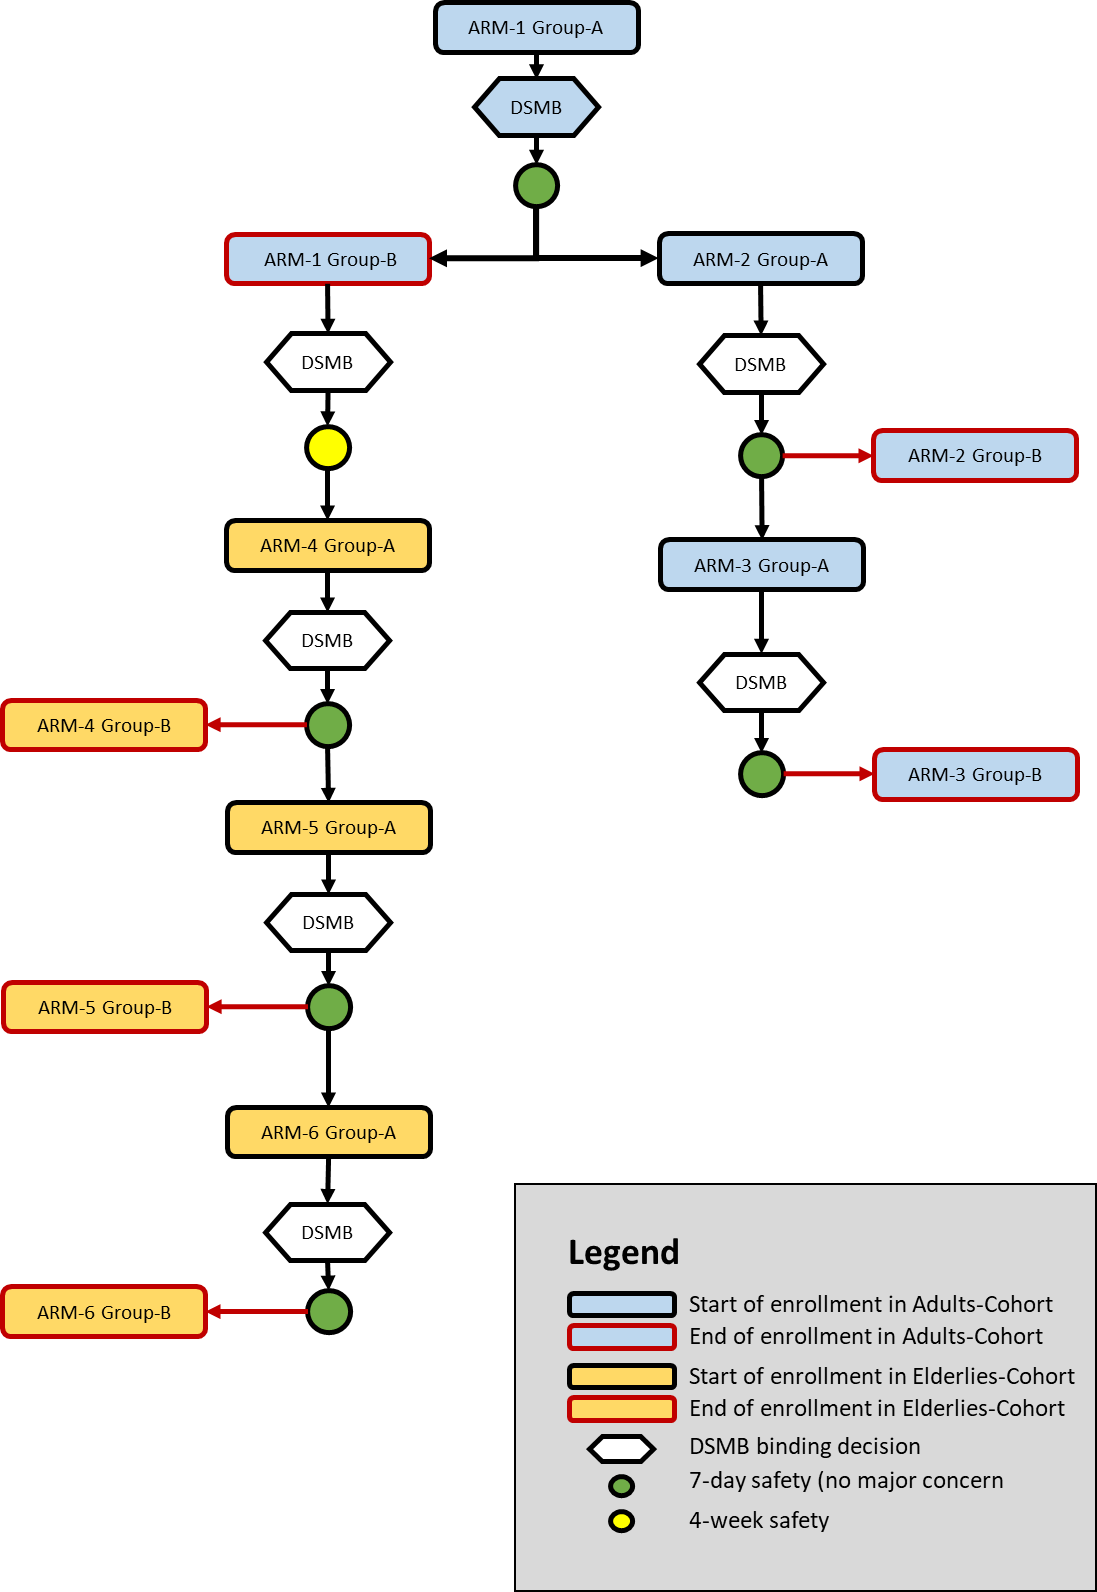 ARM-1 Group-A
DSMB
ARM-1 Group-B
ARM-2 Group-A
DSMB
DSMB
ARM-2 Group-B
ARM-4 Group-A
ARM-3 Group-A
DSMB
DSMB
ARM-4 Group-B
ARM-3 Group-B
ARM-5 Group-A
DSMB
ARM-5 Group-B
ARM-6 Group-A
DSMB
ARM-6 Group-B
Legend
Start of enrollment in Adults-Cohort
End of enrollment in Adults-Cohort
Start of enrollment in Elderlies-Cohort
End of enrollment in Elderlies-Cohort
DSMB binding decision
7-day safety (no major concern
4-week safety